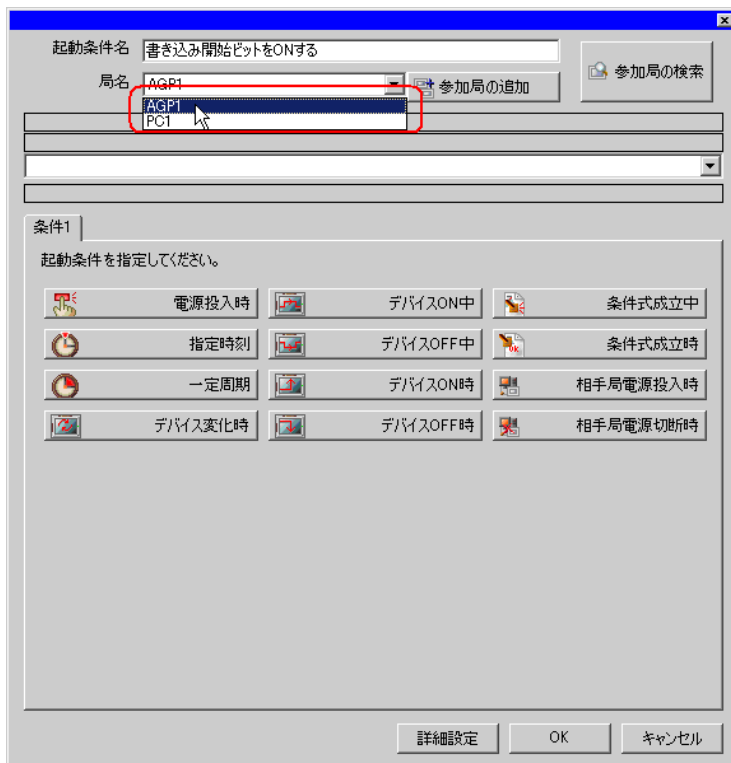 起動条件名 書き込み開始ビットをONする
参加局の検索
局名 AGP1 参加局の追加
AGP1
PC1
条件1
起動条件を指定してください。
電源投入時 デバイスON中 条件式成立中
指定時刻 デバイスOFF中 条件式成立時
一定周期 デバイスON時 相手局電源投入時
デバイス変化時 デバイスOFF時 相手局電源切断時
詳細設定 OK キャンセル